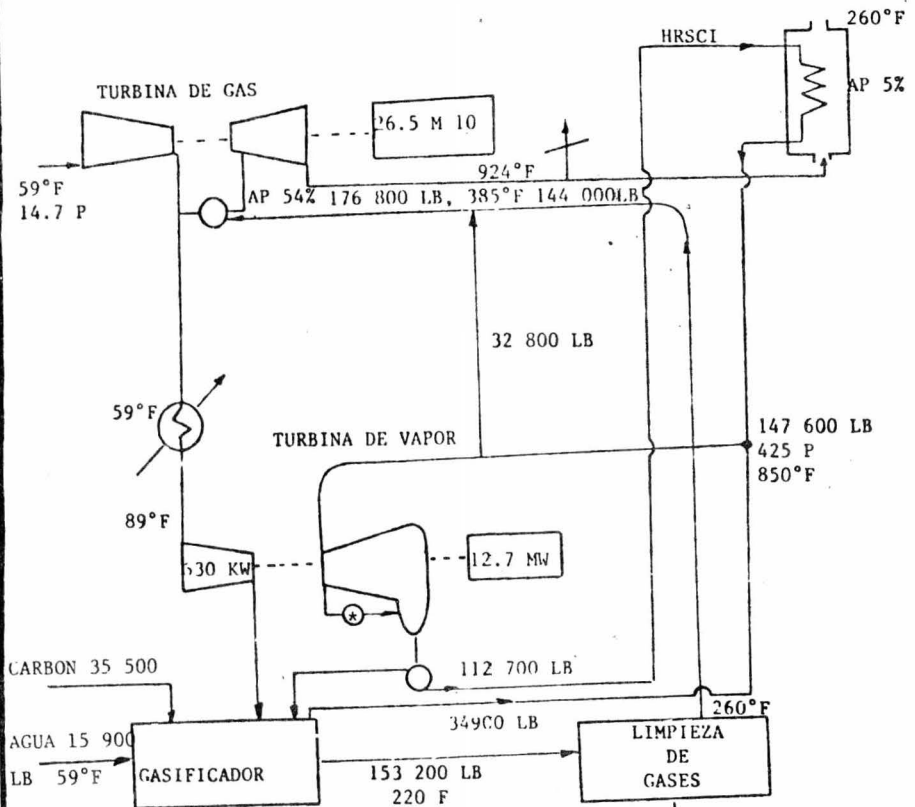 260°F
HRSCI
AP 5%
TURBINA DE GAS
26.5 M 10
59°F
14.7 P
924°F
AP 54% 176 800 LB, 385°F 144 000LB
32 800 LB
59°F
TURBINA DE VAPOR
147 600 LB
425 P
850°F
89°F
530 KW
12.7 MW
*
CARBON 35 500
112 700 LB
34900 LB
260°F
AGUA 15 900
LB 59°F
GASIFICADOR
153 200 LB
220 F
LIMPIEZA
DE
GASES